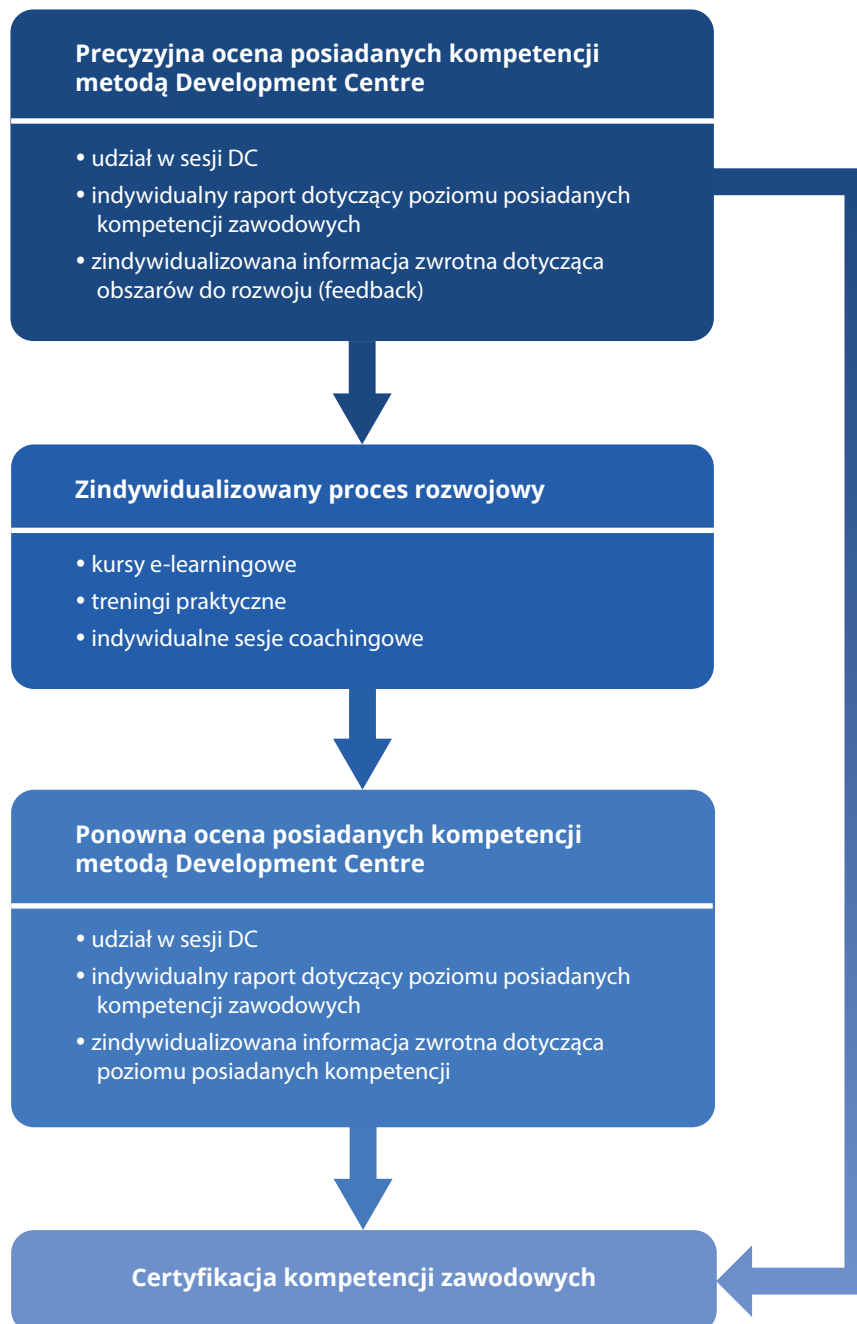 Precyzyjna ocena posiadanych kompetencji
metodą Development Centre
• udział w sesji DC
• indywidualny raport dotyczący poziomu posiadanych
kompetencji zawodowych
• zindywidualizowana informacja zwrotna dotycząca
obszarów do rozwoju (feedback)
Zindywidualizowany proces rozwojowy
• kursy e-learningowe
• treningi praktyczne
• indywidualne sesje coachingowe
Ponowna ocena posiadanych kompetencji
metodą Development Centre
• udział w sesji DC
• indywidualny raport dotyczący poziomu posiadanych
kompetencji zawodowych
• zindywidualizowana informacja zwrotna dotycząca
poziomu posiadanych kompetencji
Certyfikacja kompetencji zawodowych